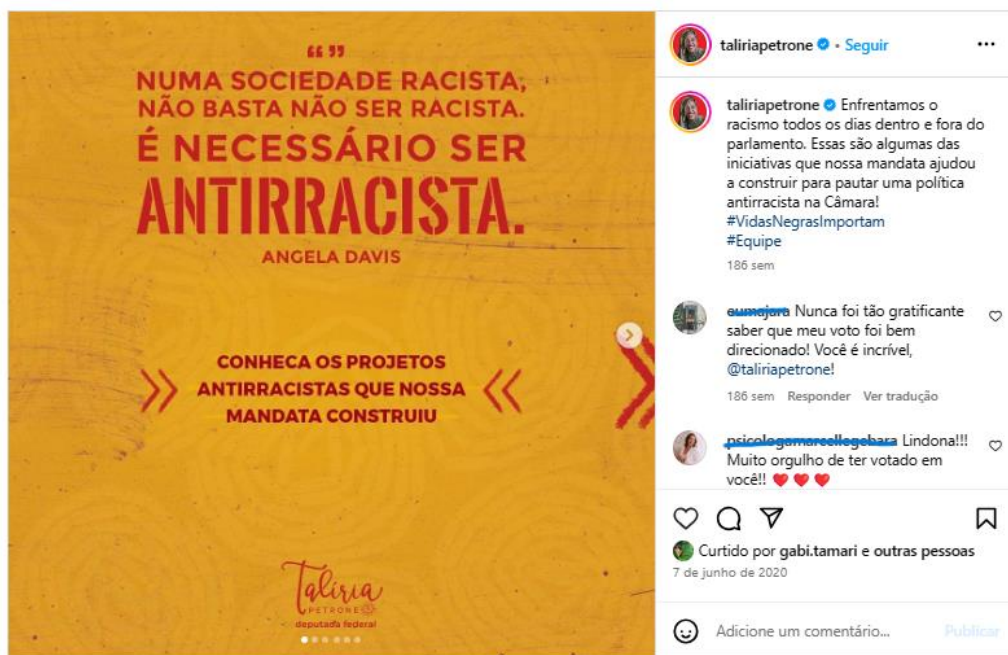 “”
NUMA SOCIEDADE RACISTA,
NÃO BASTA NÃO SER RACISTA.
É NECESSÁRIO SER
ANTIRRACISTA.
ANGELA DAVIS
CONHECA OS PROJETOS
ANTIRRACISTAS QUE NOSSA
MANDATA CONSTRUIU
Talíria
PETRONE
deputada federal
taliriapetrone • Seguir
taliriapetrone Enfrentamos o
racismo todos os dias dentro e fora do
parlamento. Essas são algumas das
iniciativas que nossa mandata ajudou
a construir para pautar uma política
antirracista na Câmara!
#VidasNegrasImportam
#Equipe
186 sem
Nunca foi tão gratificante
saber que meu voto foi bem
direcionado! Você é incrível,
@taliriapetrone!
186 sem Responder Ver tradução
Lindona!!!
Muito orgulho de ter votado em
você!! ❤️ ❤️ ❤️
Curtido por gabi.tamari e outras pessoas
7 de junho de 2020
Adicione um comentário... Publicar